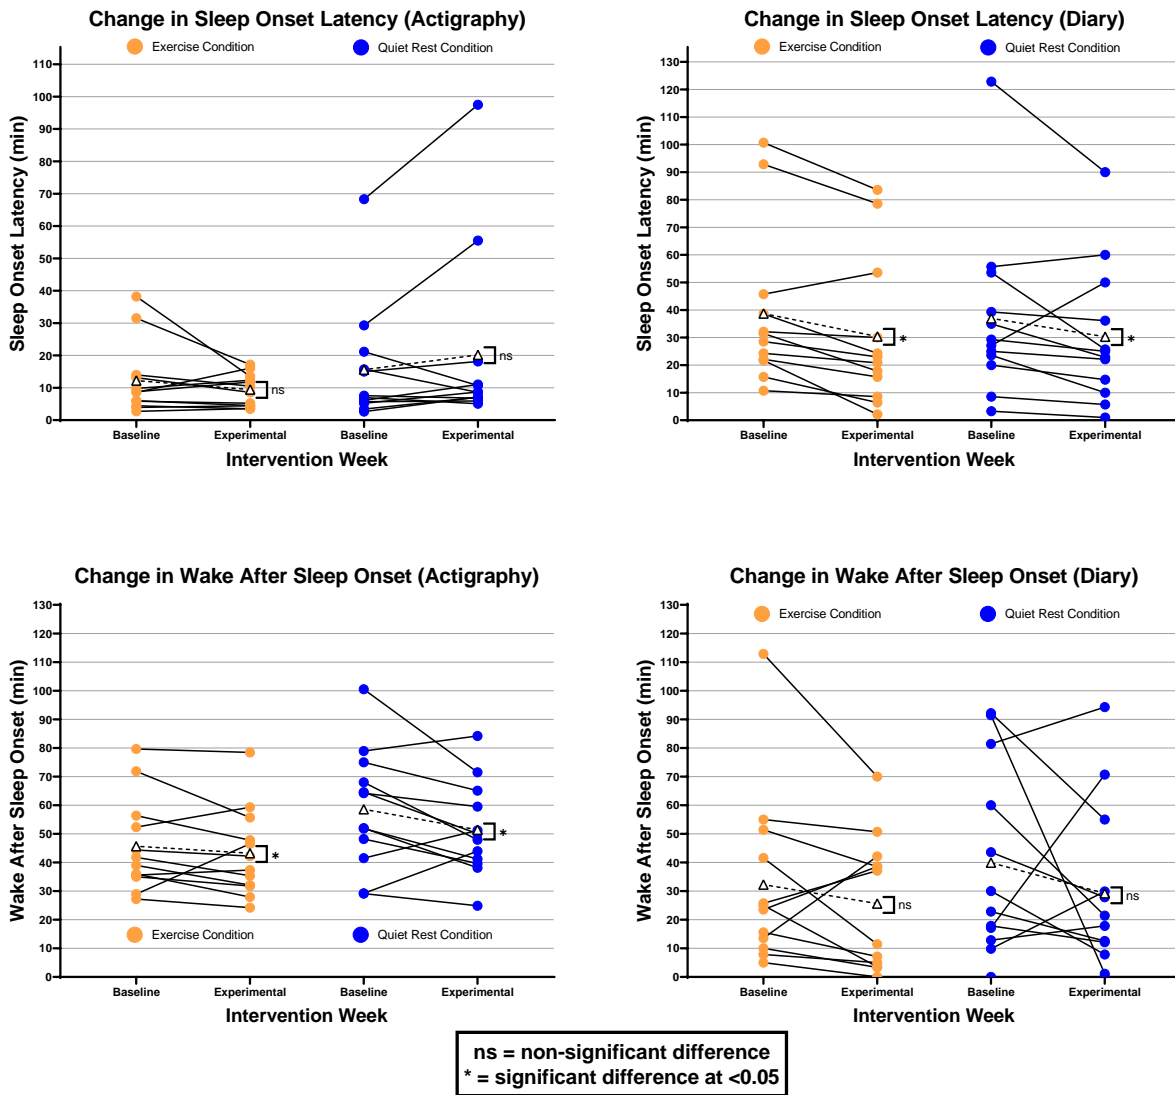 Change in Sleep Onset Latency (Actigraphy)
Exercise Condition
Quiet Rest Condition
Sleep Onset Latency (min)
110
100
90
80
70
60
50
40
30
20
10
0
ns
ns
Baseline
Experimental
Baseline
Experimental
Intervention Week
Change in Sleep Onset Latency (Diary)
Exercise Condition
Quiet Rest Condition
Sleep Onset Latency (min)
130
120
110
100
90
80
70
60
50
40
30
20
10
0
*
*
Baseline
Experimental
Baseline
Experimental
Intervention Week
Change in Wake After Sleep Onset (Actigraphy)
Wake After Sleep Onset (min)
130
120
110
100
90
80
70
60
50
40
30
20
10
0
*
*
Exercise Condition
Quiet Rest Condition
Baseline
Experimental
Baseline
Experimental
Intervention Week
Change in Wake After Sleep Onset (Diary)
Exercise Condition
Quiet Rest Condition
Wake After Sleep Onset (min)
130
120
110
100
90
80
70
60
50
40
30
20
10
0
ns
ns
Baseline
Experimental
Baseline
Experimental
Intervention Week
ns = non-significant difference
* = significant difference at <0.05